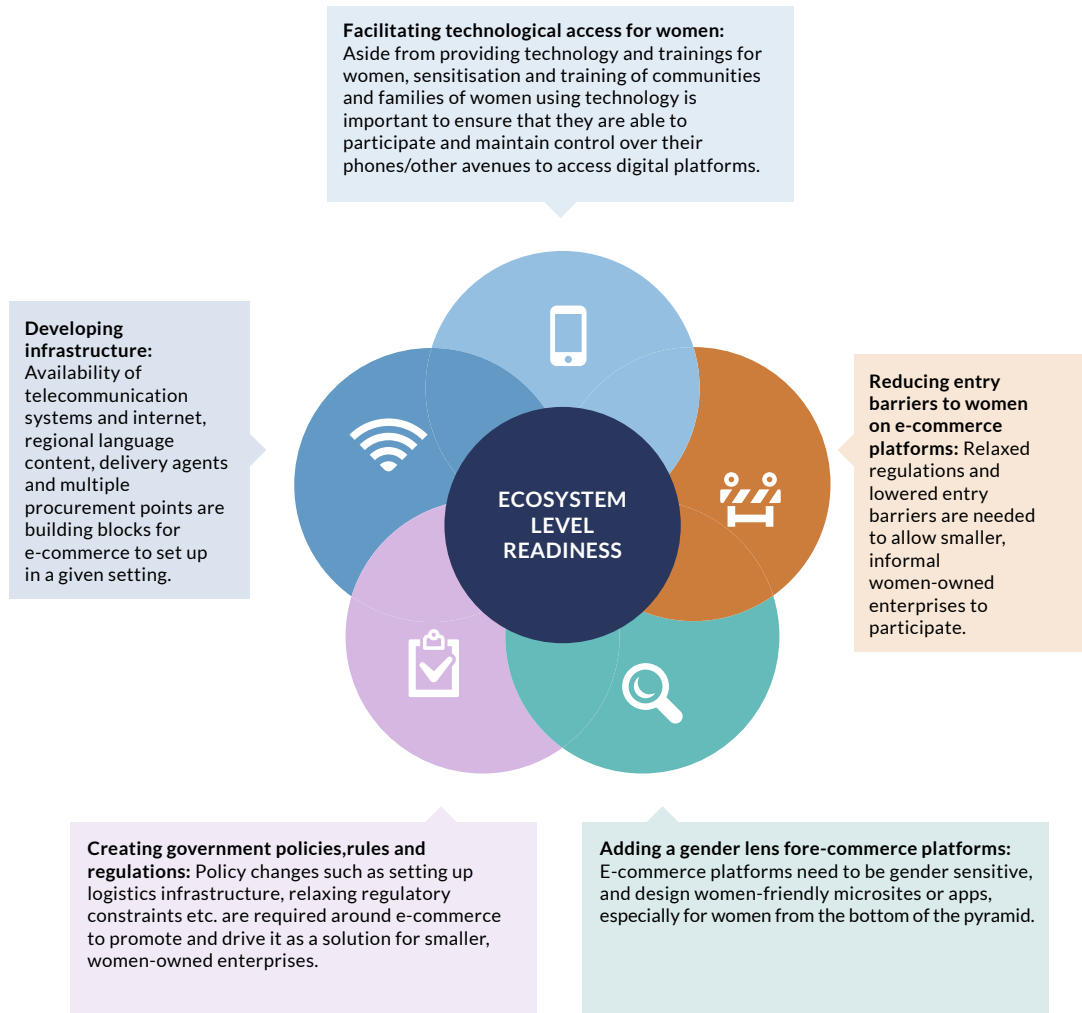 Facilitating technological access for women:
Aside from providing technology and trainings for
women, sensitisation and training of communities
and families of women using technology is
important to ensure that they are able to
participate and maintain control over their
phones/other avenues to access digital platforms.
Developing
infrastructure:
Availability of
telecommunication
systems and internet,
regional language
content, delivery agents
and multiple
procurement points are
building blocks for
e-commerce to set up
in a given setting.
ECOSYSTEM
LEVEL
READINESS
Reducing entry
barriers to women
on e-commerce
platforms: Relaxed
regulations and
lowered entry
barriers are needed
to allow smaller,
informal
women-owned
enterprises to
participate.
Creating government policies,rules and
regulations: Policy changes such as setting up
logistics infrastructure, relaxing regulatory
constraints etc. are required around e-commerce
to promote and drive it as a solution for smaller,
women-owned enterprises.
Adding a gender lens fore-commerce platforms:
E-commerce platforms need to be gender sensitive,
and design women-friendly microsites or apps,
especially for women from the bottom of the pyramid.